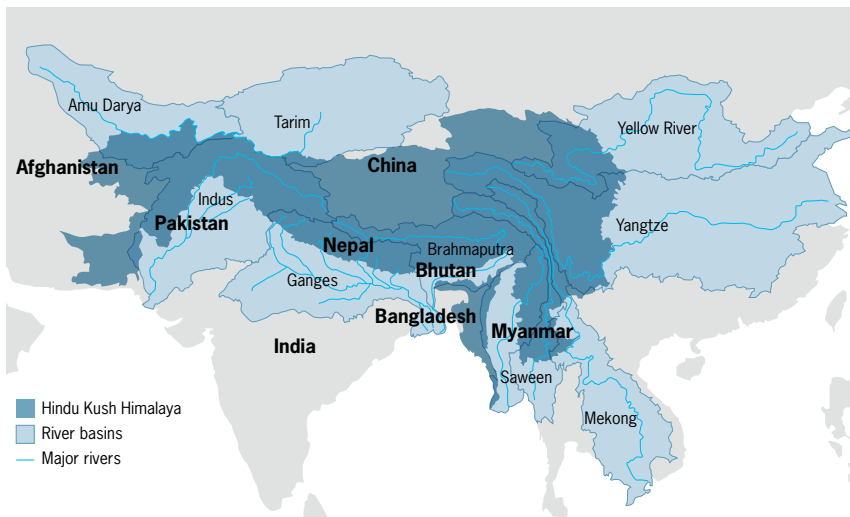 Amu Darya
Tarim
Yellow River
Afghanistan
China
Indus
Pakistan
Yangtze
Nepal
Brahmaputra
Bhutan
Ganges
Bangladesh
Myanmar
India
Saween
Hindu Kush Himalaya
River basins
Mekong
Major rivers